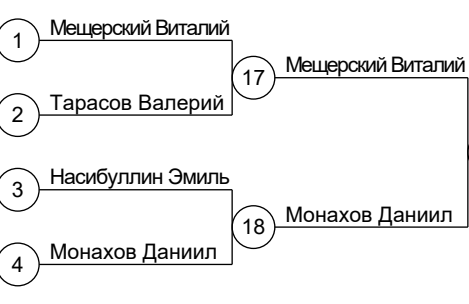 1 Мещерский Виталий
17 Мещерский Виталий
2 Тарасов Валерий
3 Насибуллин Эмиль
18 Монахов Даниил
4 Монахов Даниил